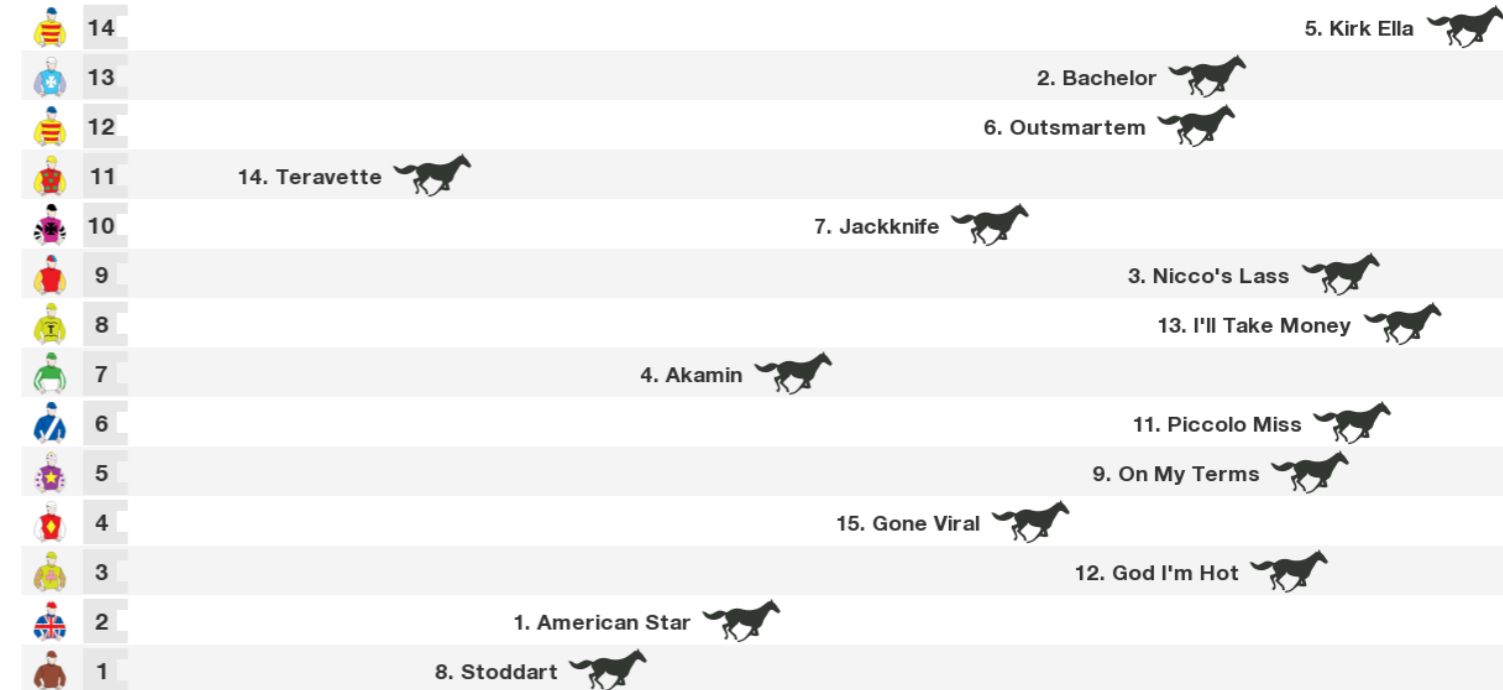 14 5. Kirk Ella
13 2. Bachelor
12 6. Outsmartem
11 14. Teravette
10 7. Jackknife
9 3. Nicco's Lass
8 13. I'll Take Money
T
7 4. Akamin
6 11. Piccolo Miss
5 9. On My Terms
4 15. Gone Viral
3 12. God I'm Hot
2 1. American Star
1 8. Stoddart